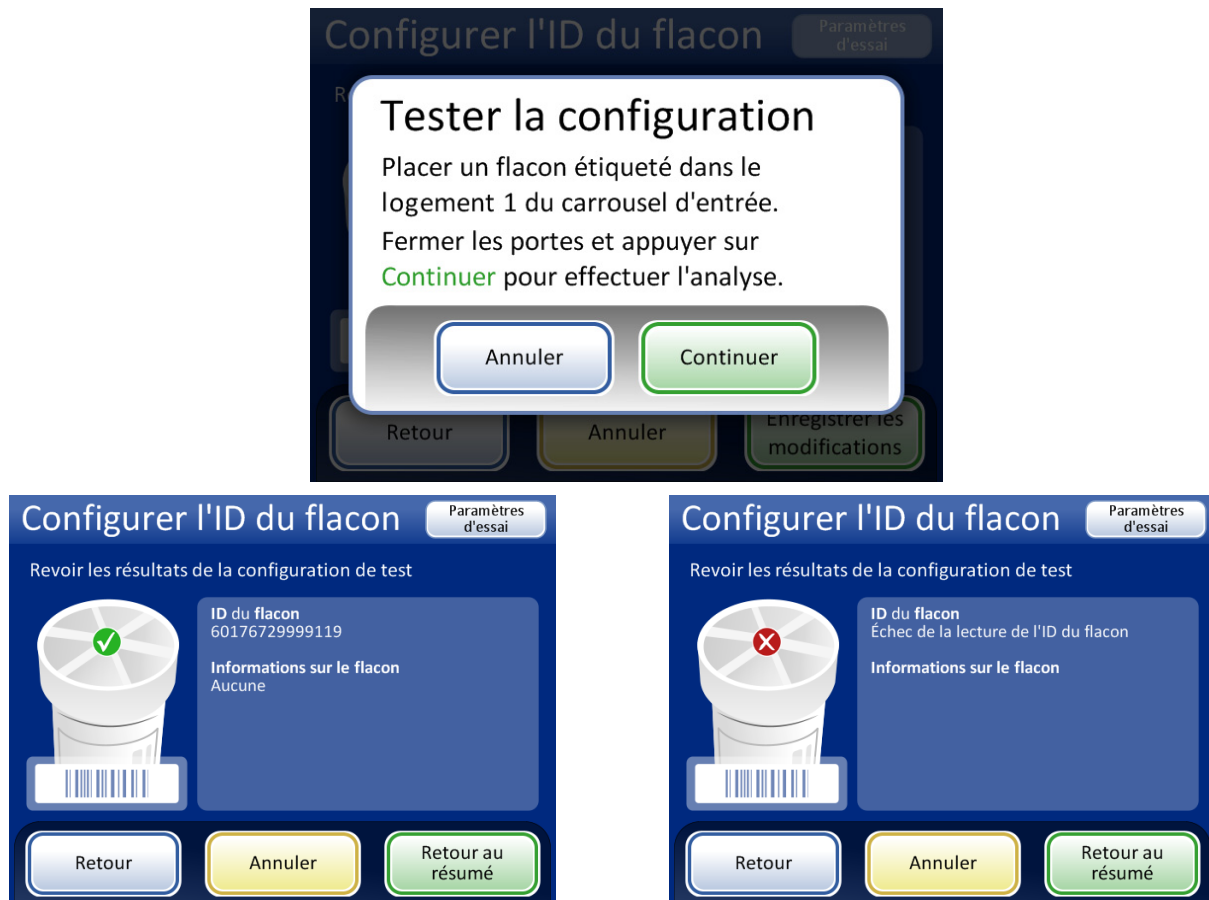 Configurer l'ID du flacon
Paramètres
d'essai
R
Tester la configuration
Placer un flacon étiqueté dans le
logement 1 du carrousel d'entrée.
Fermer les portes et appuyer sur
Continuer pour effectuer l'analyse.
Annuler
Continuer
Retour
Annuler
Enregistrer les
modifications
Configurer l'ID du flacon
Paramètres
d'essai
Revoir les résultats de la configuration de test
ID du flacon
60176729999119
Informations sur le flacon
Aucune
Retour
Annuler
Retour au
résumé
Configurer l'ID du flacon
Paramètres
d'essai
Revoir les résultats de la configuration de test
ID du flacon
Échec de la lecture de l'ID du flacon
Informations sur le flacon
Retour
Annuler
Retour au
résumé